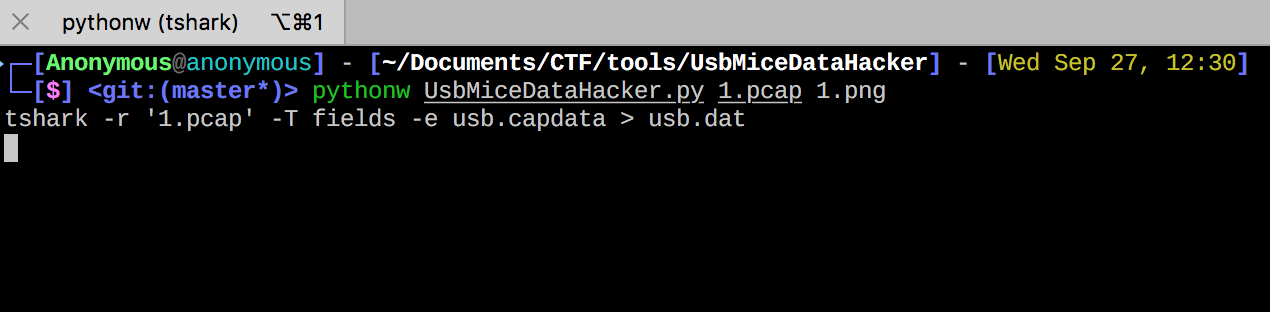 pythonw (tshark) ⌥⌘1
[Anonymous@anonymous] - [~/Documents/CTF/tools/UsbMiceDataHacker] - [Wed Sep 27, 12:30]
[$] <git:(master*)> pythonw UsbMiceDataHacker.py 1.pcap 1.png
tshark -r '1.pcap' -T fields -e usb.capdata > usb.dat